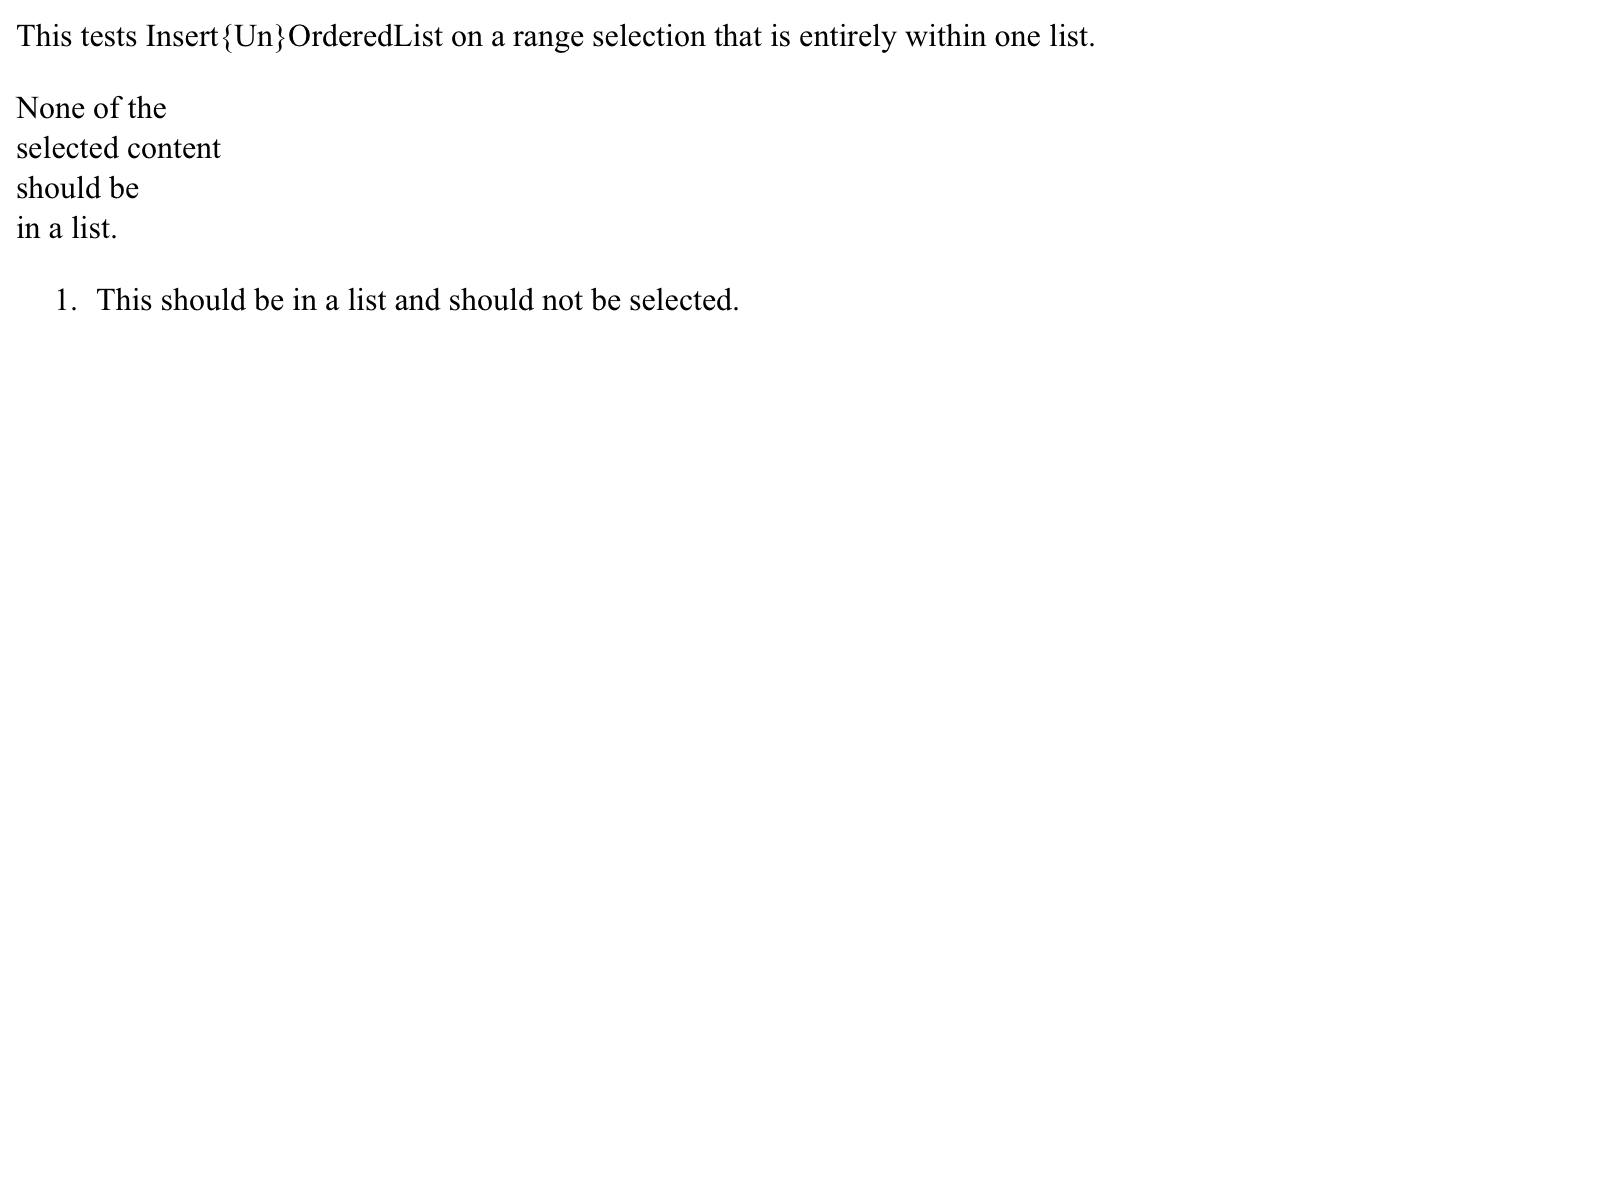 This tests Insert{Un}OrderedList on a range selection that is entirely within one list.
None of the
selected content
should be
in a list.
1. This should be in a list and should not be selected.